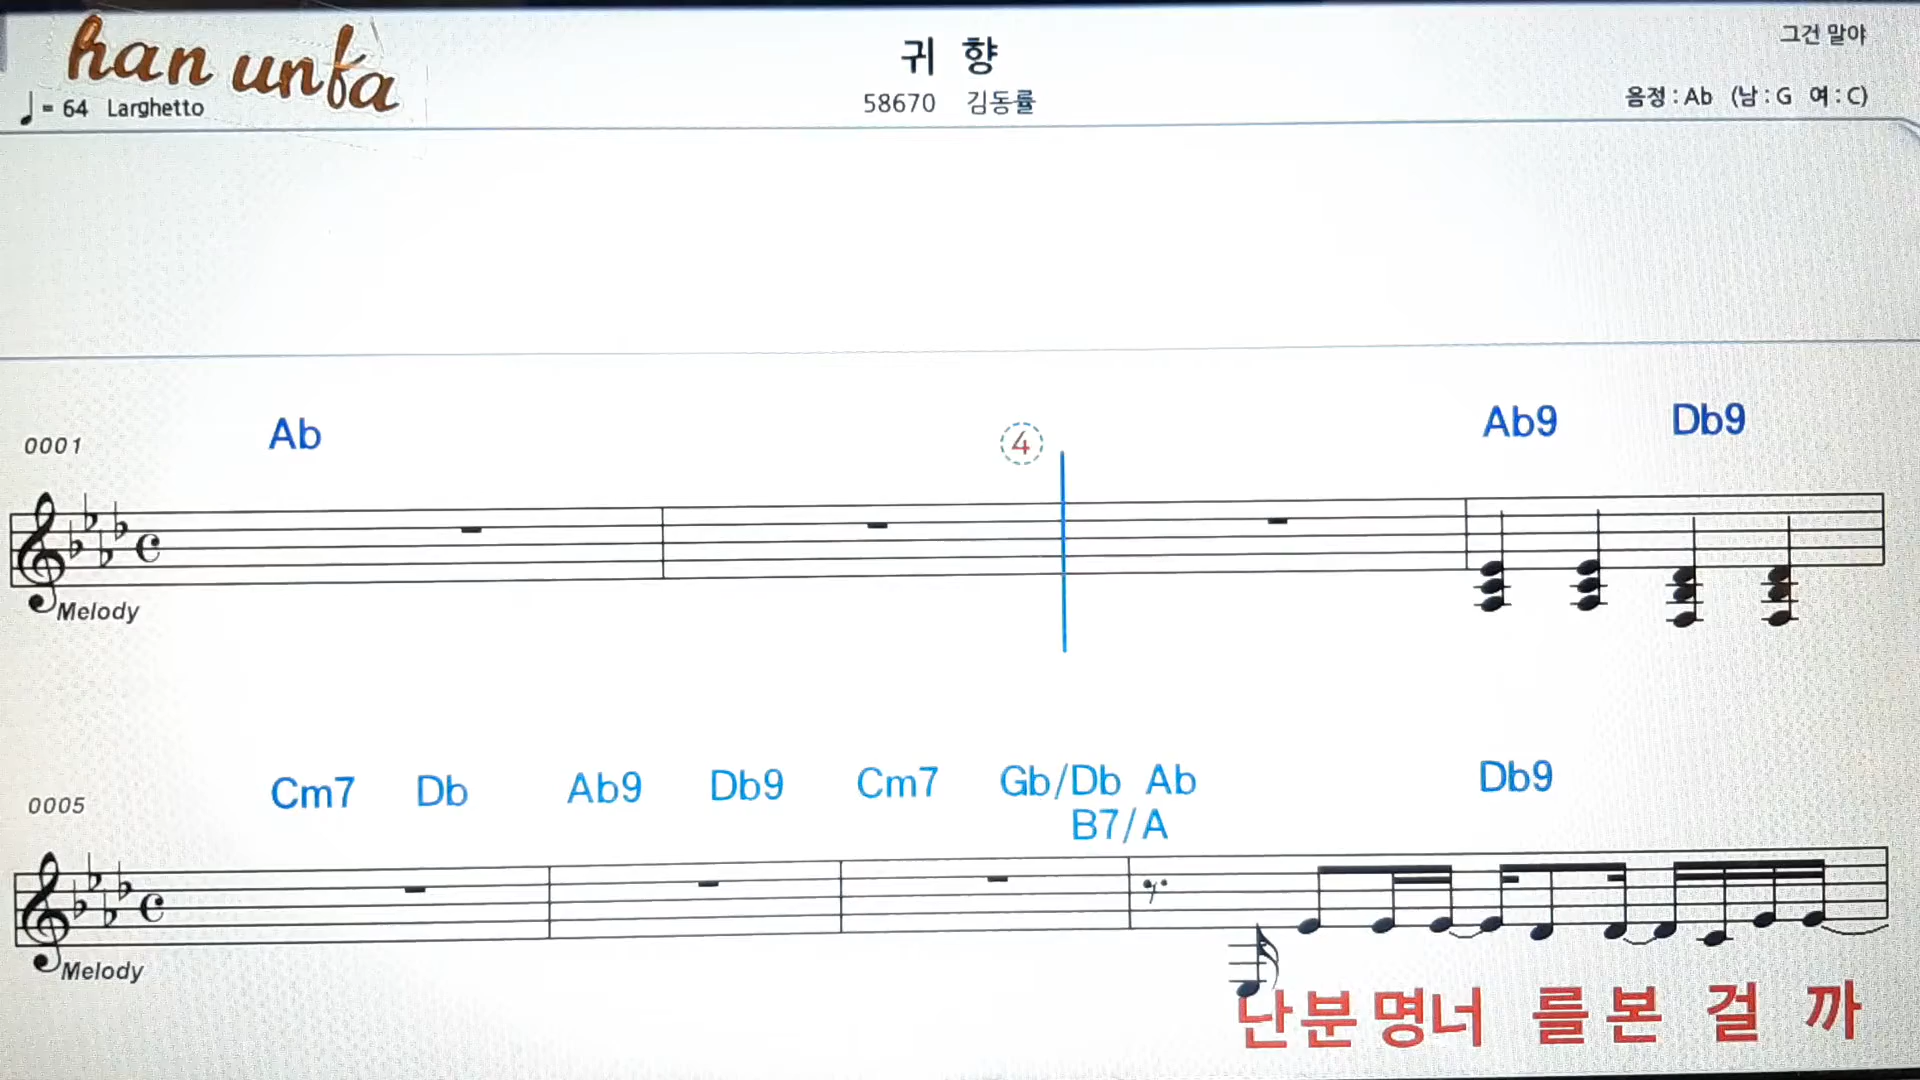 han unfa
귀 향
그건 말야
♩= 64 Larghetto
58670 김동률
음정 : Ab (남 : G 여 : C)
0001 Ab 4 Ab9 Db9
Melody
0005 Cm7 Db Ab9 Db9 Cm7 Gb/Db Ab Db9
B7/A
Melody
난분명너 를본 걸 까